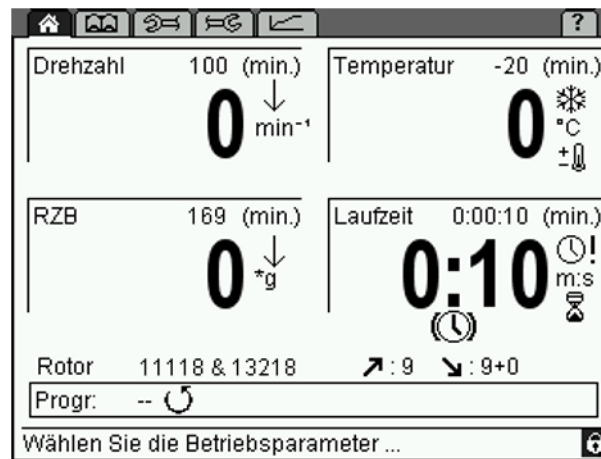 ?
Drehzahl 100 (min.)
0 min⁻¹
Temperatur -20 (min.)
0 °C
RZB 169 (min.)
0 *g
Laufzeit 0:00:10 (min.)
0:10 m:s
Rotor 11118 & 13218 : 9 : 9+0
Progr: --
Wählen Sie die Betriebsparameter ...